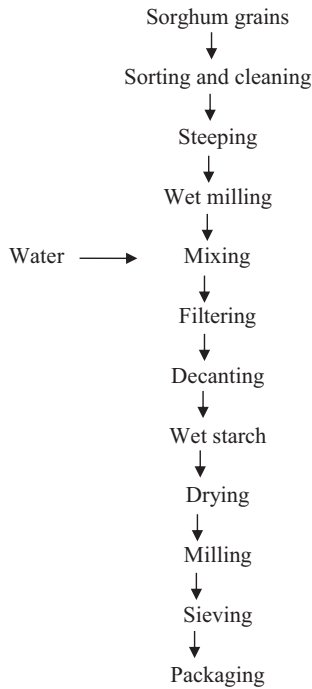 Sorghum grains
Sorting and cleaning
Steeping
Wet milling
Water
Mixing
Filtering
Decanting
Wet starch
Drying
Milling
Sieving
Packaging